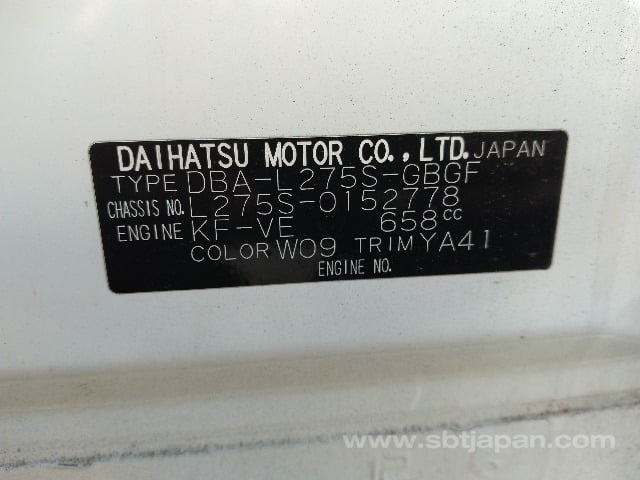 DAIHATSU MOTOR CO.,LTD. JAPAN
TYPE DBA-L275S-GBGF
CHASSIS NO. L275S-0152778
ENGINE KF-VE 658cc
COLOR W09 TRIM YA41
ENGINE NO.
www.sbtjapan.com